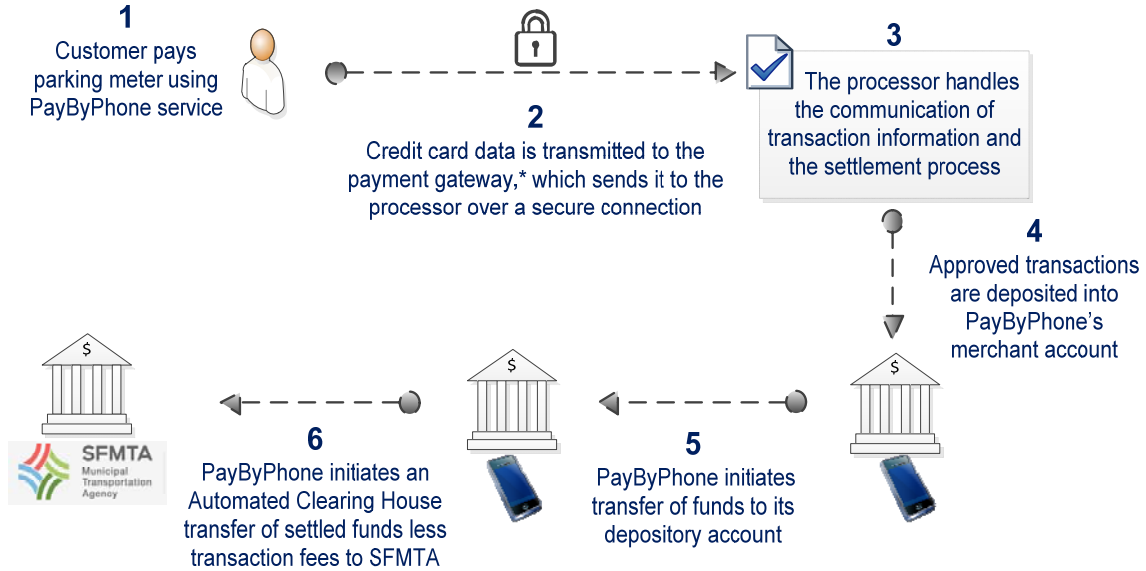 1
Customer pays
parking meter using
PayByPhone service
2
Credit card data is transmitted to the
payment gateway,* which sends it to the
processor over a secure connection
3
The processor handles
the communication of
transaction information and
the settlement process
4
Approved transactions
are deposited into
PayByPhone's
merchant account
$
5
PayByPhone initiates
transfer of funds to its
depository account
$
6
PayByPhone initiates an
Automated Clearing House
transfer of settled funds less
transaction fees to SFMTA
$
SFMTA
Municipal
Transportation
Agency